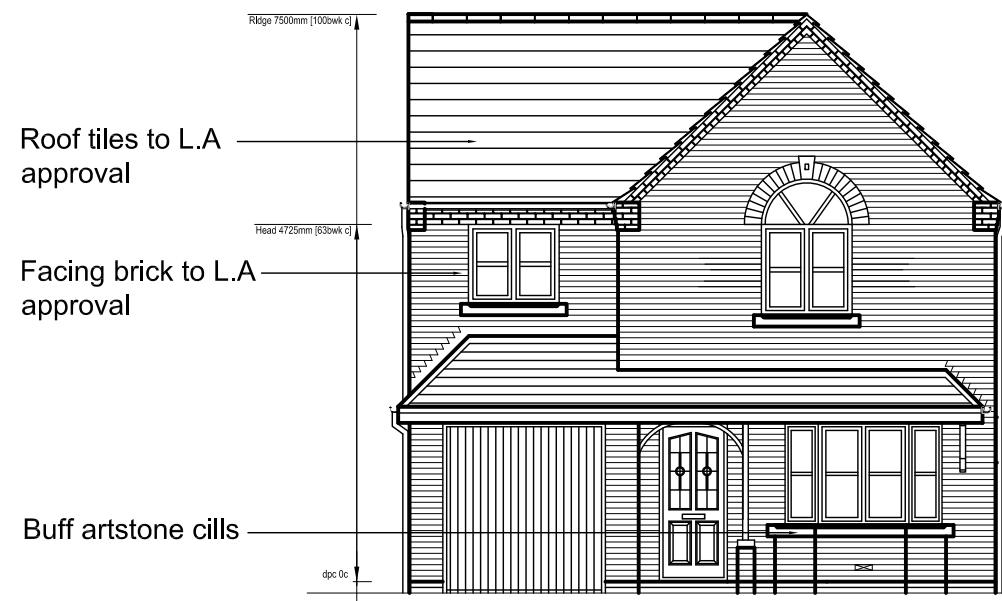 RIdge 7500mm [100bwk c]
Roof tiles to L.A
approval
Head 4725mm [63bwk c]
Facing brick to L.A
approval
Buff artstone cills
dpc 0c